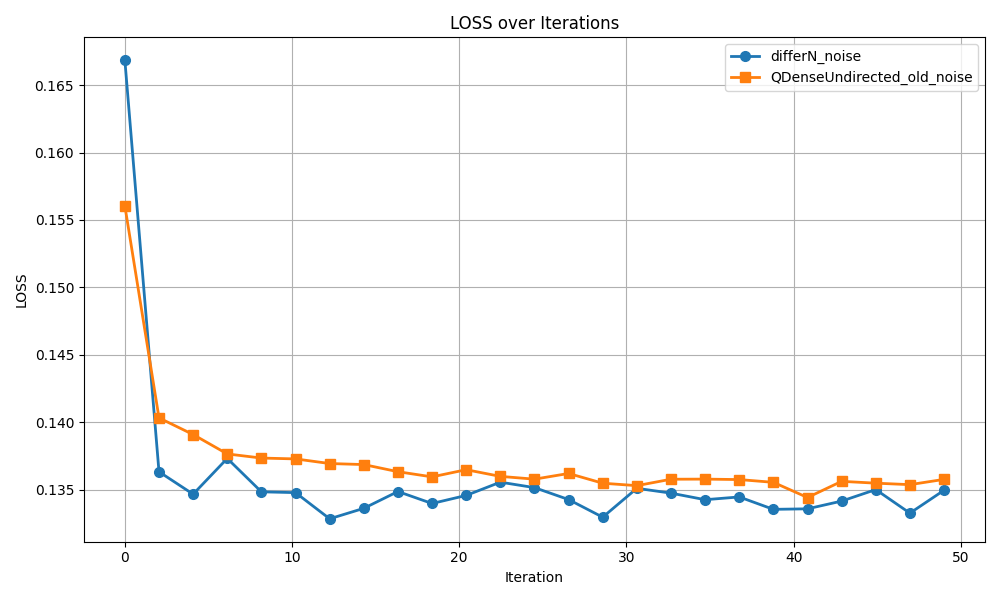 LOSS over Iterations
differN_noise
QDenseUndirected_old_noise
LOSS
0.165
0.160
0.155
0.150
0.145
0.140
0.135
0 10 20 30 40 50
Iteration